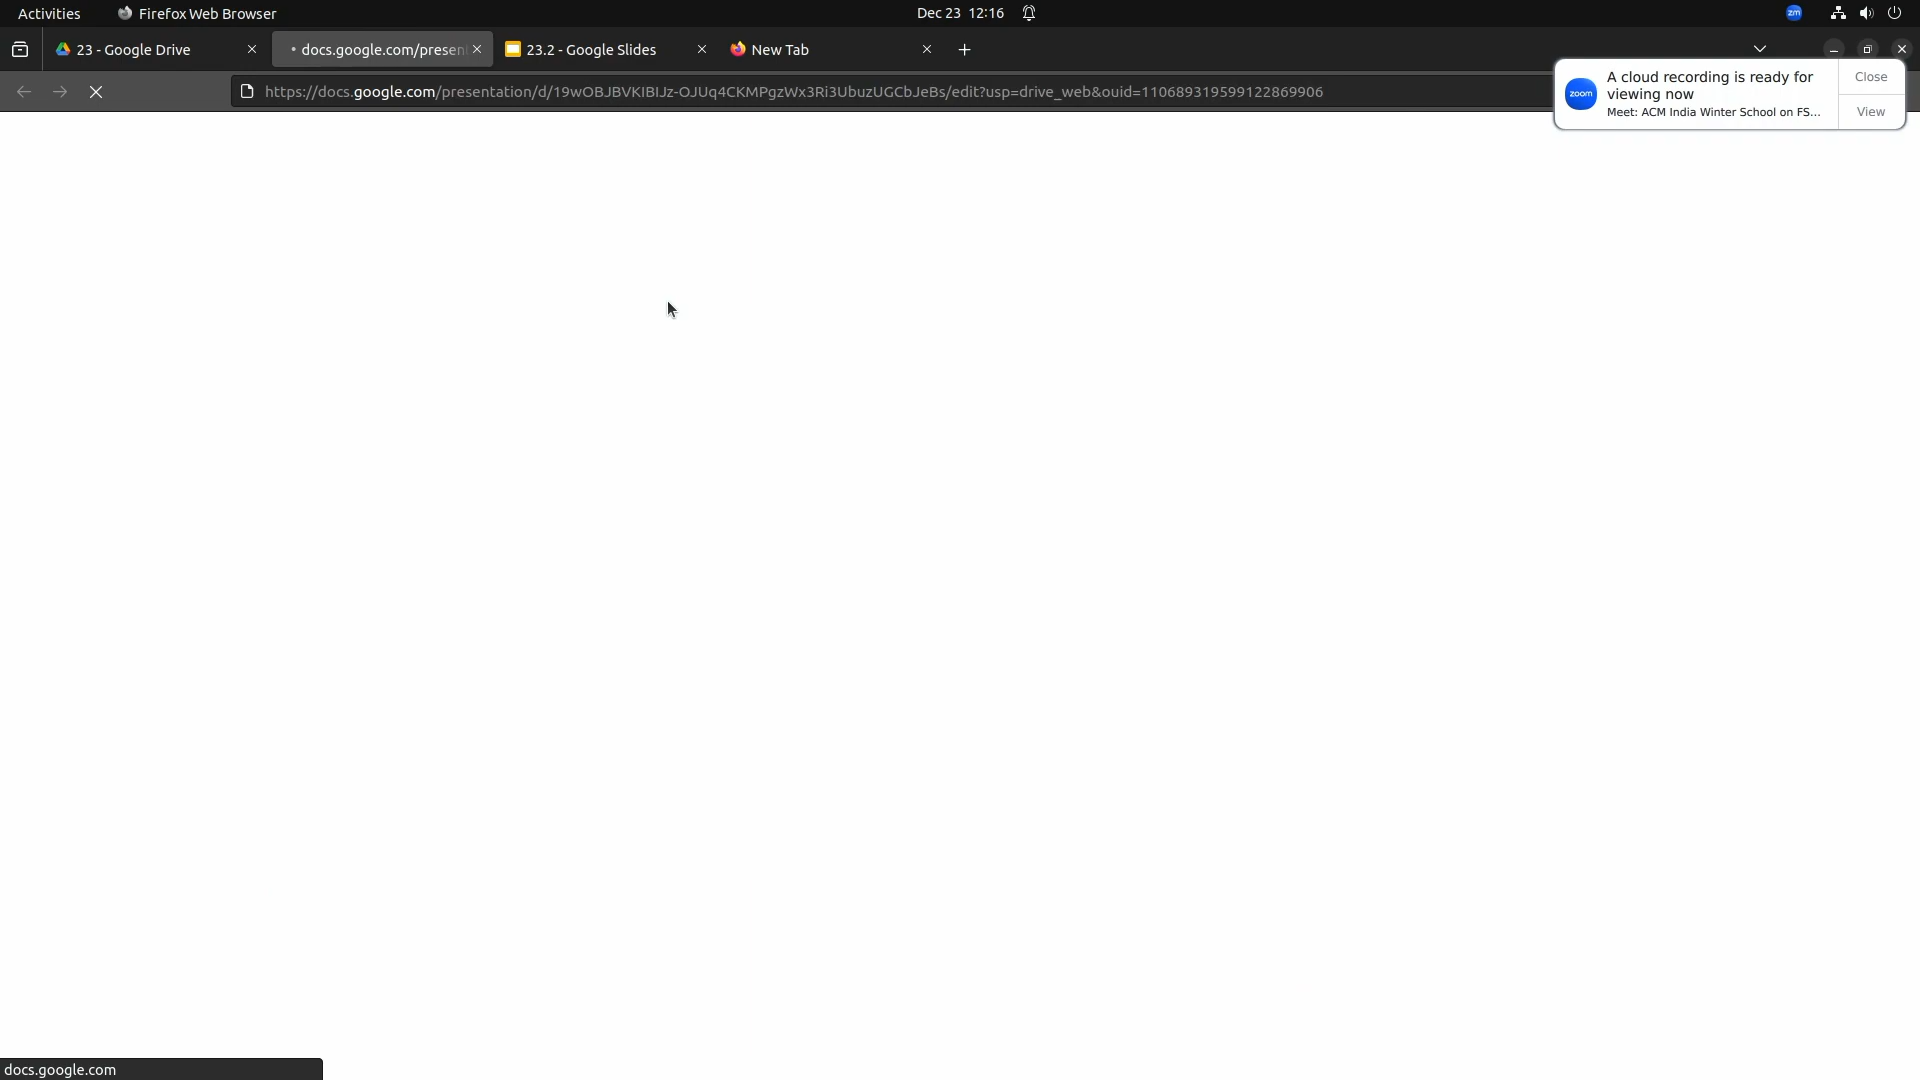 Activities
Firefox Web Browser
Dec 23 12:16
zm
23 - Google Drive
docs.google.com/presen
23.2 - Google Slides
New Tab
https://docs.google.com/presentation/d/19wOBJBVKIBIJz-OJUq4CKMPgzWx3Ri3UbuzUGCbJeBs/edit?usp=drive_web&ouid=110689319599122869906
zoom
A cloud recording is ready for
viewing now
Meet: ACM India Winter School on FS...
Close
View
docs.google.com